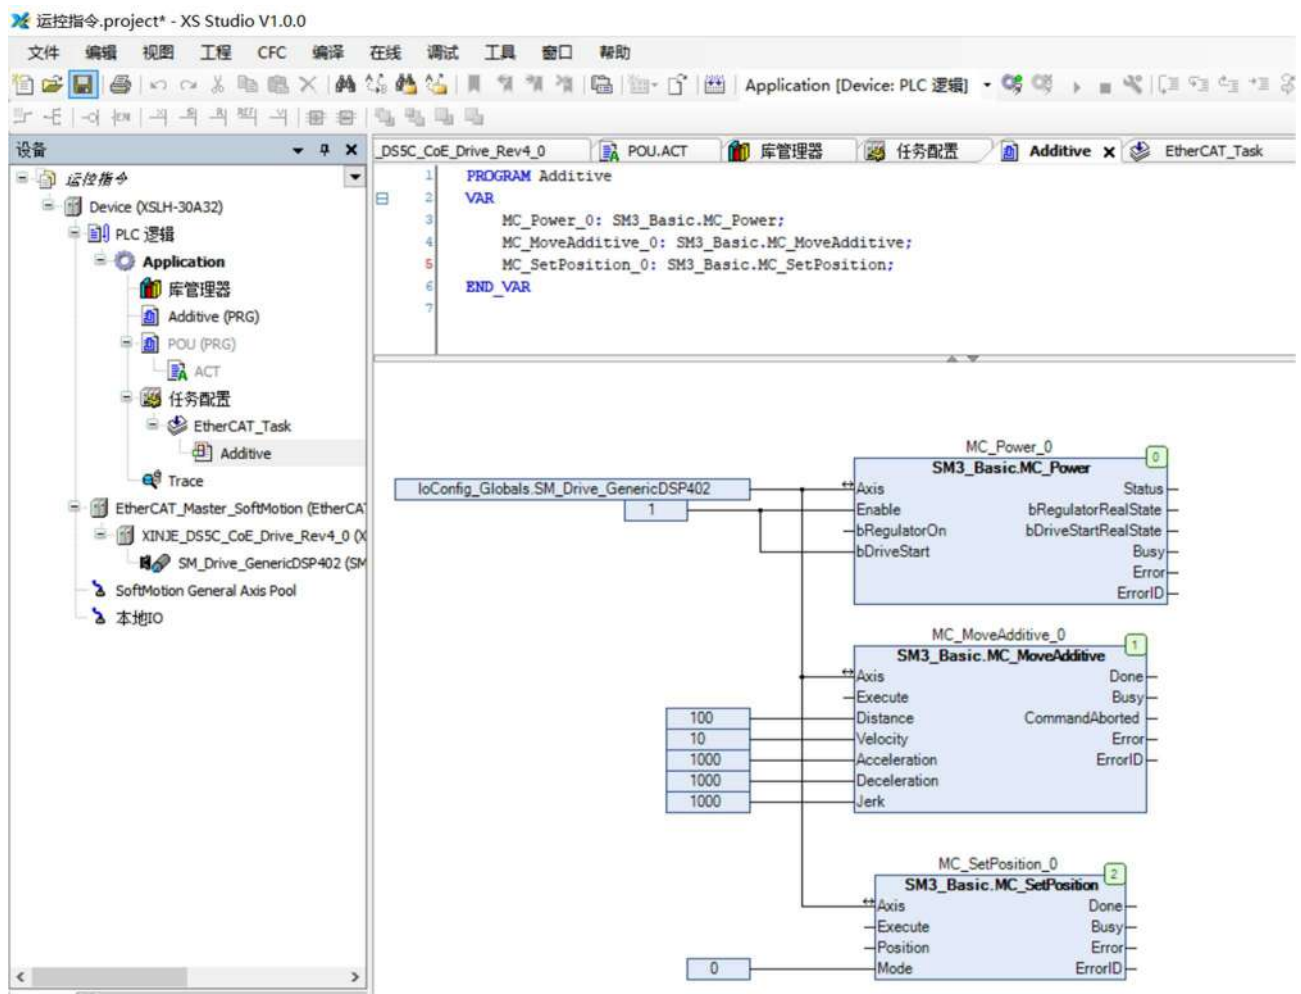 运控指令.project* - XS Studio V1.0.0
文件 编辑 视图 工程 CFC 编译 在线 调试 工具 窗口 帮助
Application [Device: PLC 逻辑]
设备
运控指令
Device (XSLH-30A32)
PLC 逻辑
Application
库管理器
Additive (PRG)
POU (PRG)
ACT
任务配置
EtherCAT_Task
Additive
Trace
EtherCAT_Master_SoftMotion (EtherCA
XINJE_DS5C_CoE_Drive_Rev4_0 (X
SM_Drive_GenericDSP402 (SM
SoftMotion General Axis Pool
本地IO
_DS5C_CoE_Drive_Rev4_0 POU.ACT 库管理器 任务配置 Additive EtherCAT_Task
1 PROGRAM Additive
2 VAR
3 MC_Power_0: SM3_Basic.MC_Power;
4 MC_MoveAdditive_0: SM3_Basic.MC_MoveAdditive;
5 MC_SetPosition_0: SM3_Basic.MC_SetPosition;
6 END_VAR
7
MC_Power_0
0
SM3_Basic.MC_Power
IoConfig_Globals.SM_Drive_GenericDSP402 Axis Status
1 Enable bRegulatorRealState
bRegulatorOn bDriveStartRealState
bDriveStart Busy
Error
ErrorID
MC_MoveAdditive_0
1
SM3_Basic.MC_MoveAdditive
Axis Done
Execute Busy
100 Distance CommandAborted
10 Velocity Error
1000 Acceleration ErrorID
1000 Deceleration
1000 Jerk
MC_SetPosition_0
2
SM3_Basic.MC_SetPosition
Axis Done
Execute Busy
Position Error
0 Mode ErrorID